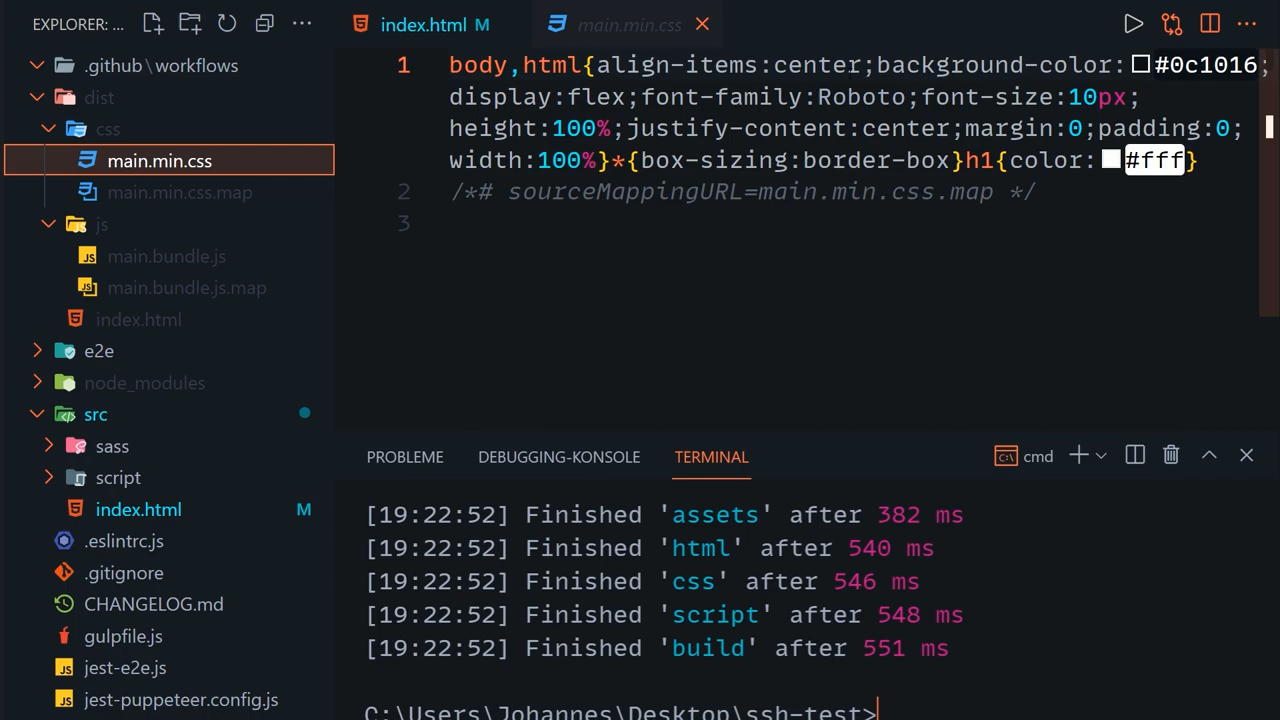 EXPLORER: ...
.github\workflows
dist
css
main.min.css
main.min.css.map
js
main.bundle.js
main.bundle.js.map
index.html
e2e
node_modules
src
sass
script
index.html M
.eslintrc.js
.gitignore
CHANGELOG.md
gulpfile.js
jest-e2e.js
jest-puppeteer.config.js
index.html M
main.min.css
1 body,html{align-items:center;background-color:#0c1016;
display:flex;font-family:Roboto;font-size:10px;
height:100%;justify-content:center;margin:0;padding:0;
width:100%}*{box-sizing:border-box}h1{color:#fff}
2 /*# sourceMappingURL=main.min.css.map */
3
PROBLEME DEBUGGING-KONSOLE TERMINAL cmd
[19:22:52] Finished 'assets' after 382 ms
[19:22:52] Finished 'html' after 540 ms
[19:22:52] Finished 'css' after 546 ms
[19:22:52] Finished 'script' after 548 ms
[19:22:52] Finished 'build' after 551 ms
C:\Users\Johannes\Desktop\ssh-test>